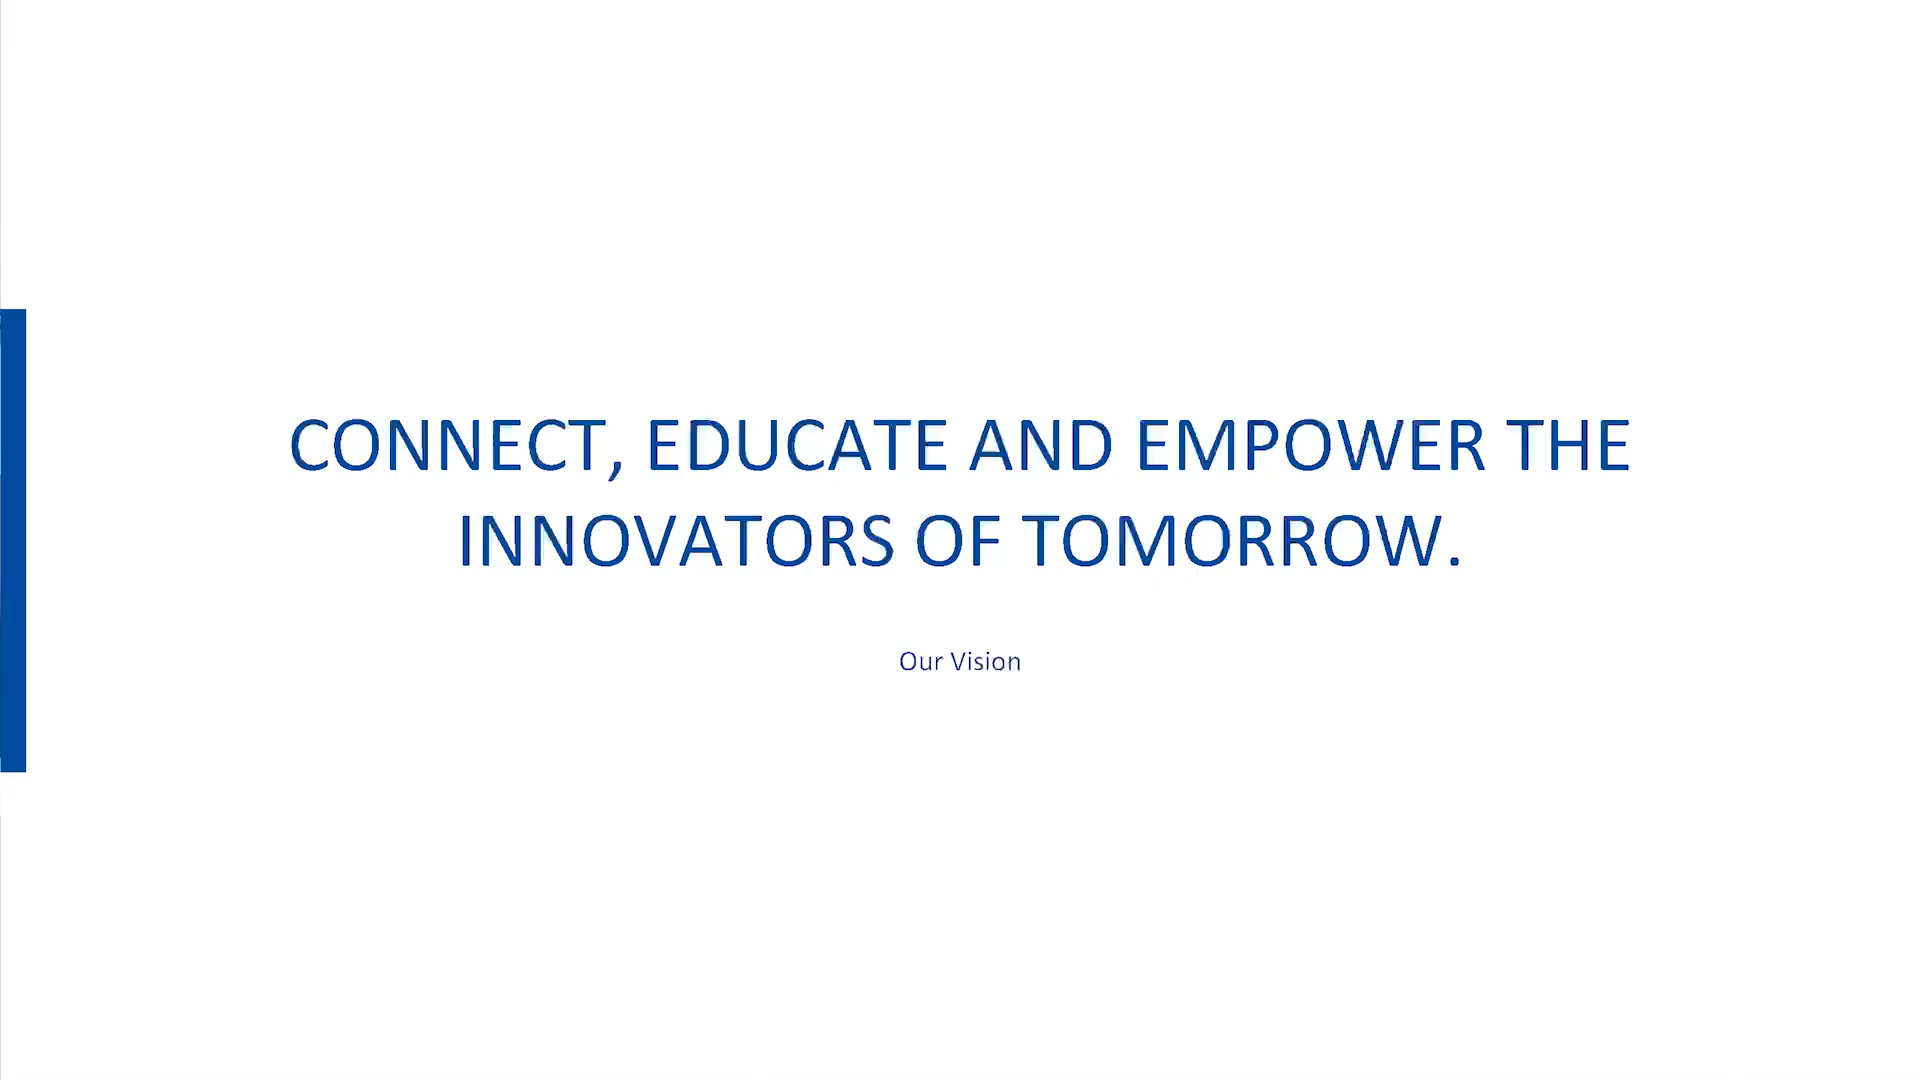 CONNECT, EDUCATE AND EMPOWER THE
INNOVATORS OF TOMORROW.
Our Vision